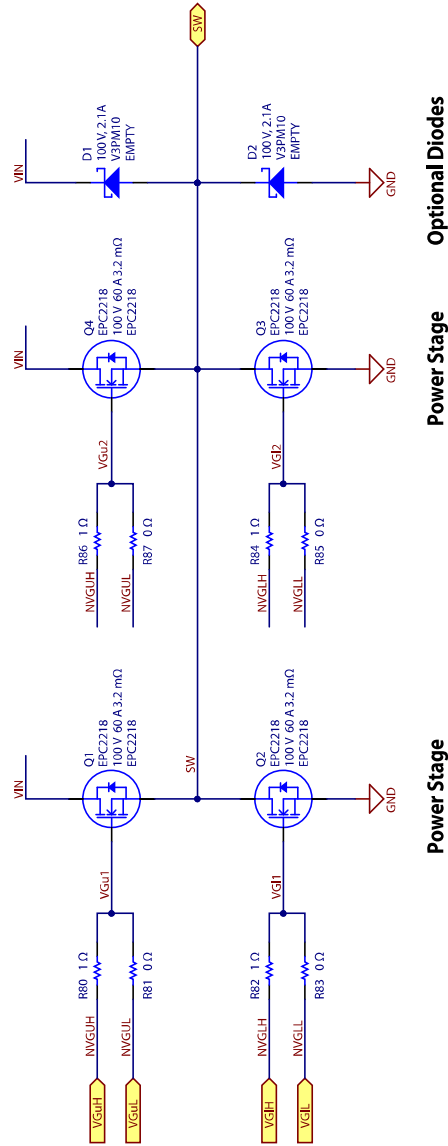 VIN
Q1
EPC2218
100 V 60 A 3.2 mΩ
EPC2218
VGuH
NVGUH
R80 1 Ω
VGu1
VGuL
NVGUL
R81 0 Ω
SW
VGlH
NVGLH
R82 1 Ω
VGl1
VGlL
NVGLL
R83 0 Ω
Q2
EPC2218
100 V 60 A 3.2 mΩ
EPC2218
GND
Power Stage
VIN
Q4
EPC2218
100 V 60 A 3.2 mΩ
EPC2218
NVGUH
R86 1 Ω
VGu2
NVGUL
R87 0 Ω
NVGLH
R84 1 Ω
VGl2
NVGLL
R85 0 Ω
Q3
EPC2218
100 V 60 A 3.2 mΩ
EPC2218
GND
Power Stage
VIN
D1
100 V, 2.1A
V3PM10
EMPTY
SW
D2
100 V, 2.1A
V3PM10
EMPTY
GND
Optional Diodes